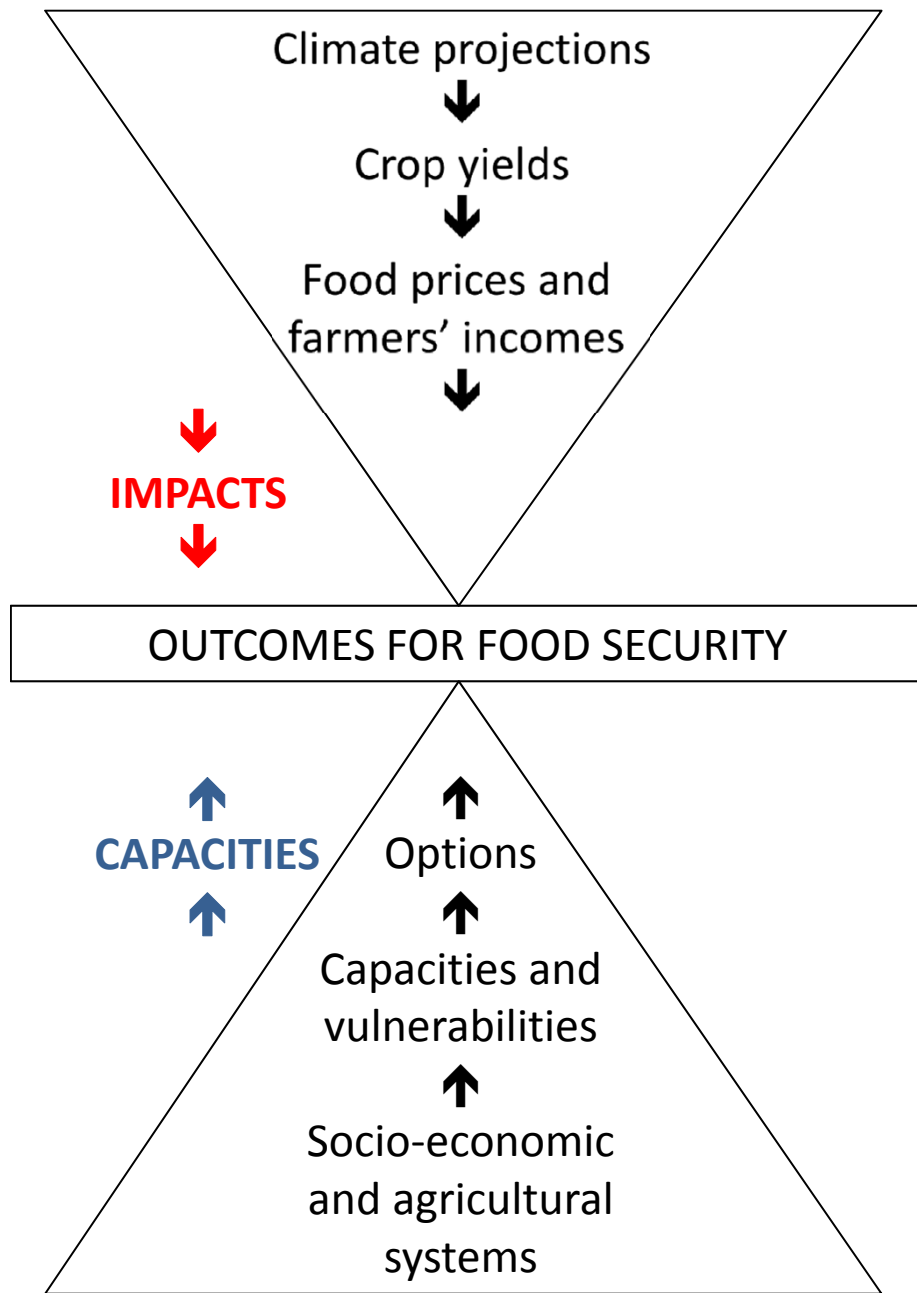 Climate projections
Crop yields
Food prices and
farmers’ incomes
IMPACTS
OUTCOMES FOR FOOD SECURITY
CAPACITIES
Options
Capacities and
vulnerabilities
Socio-economic
and agricultural
systems